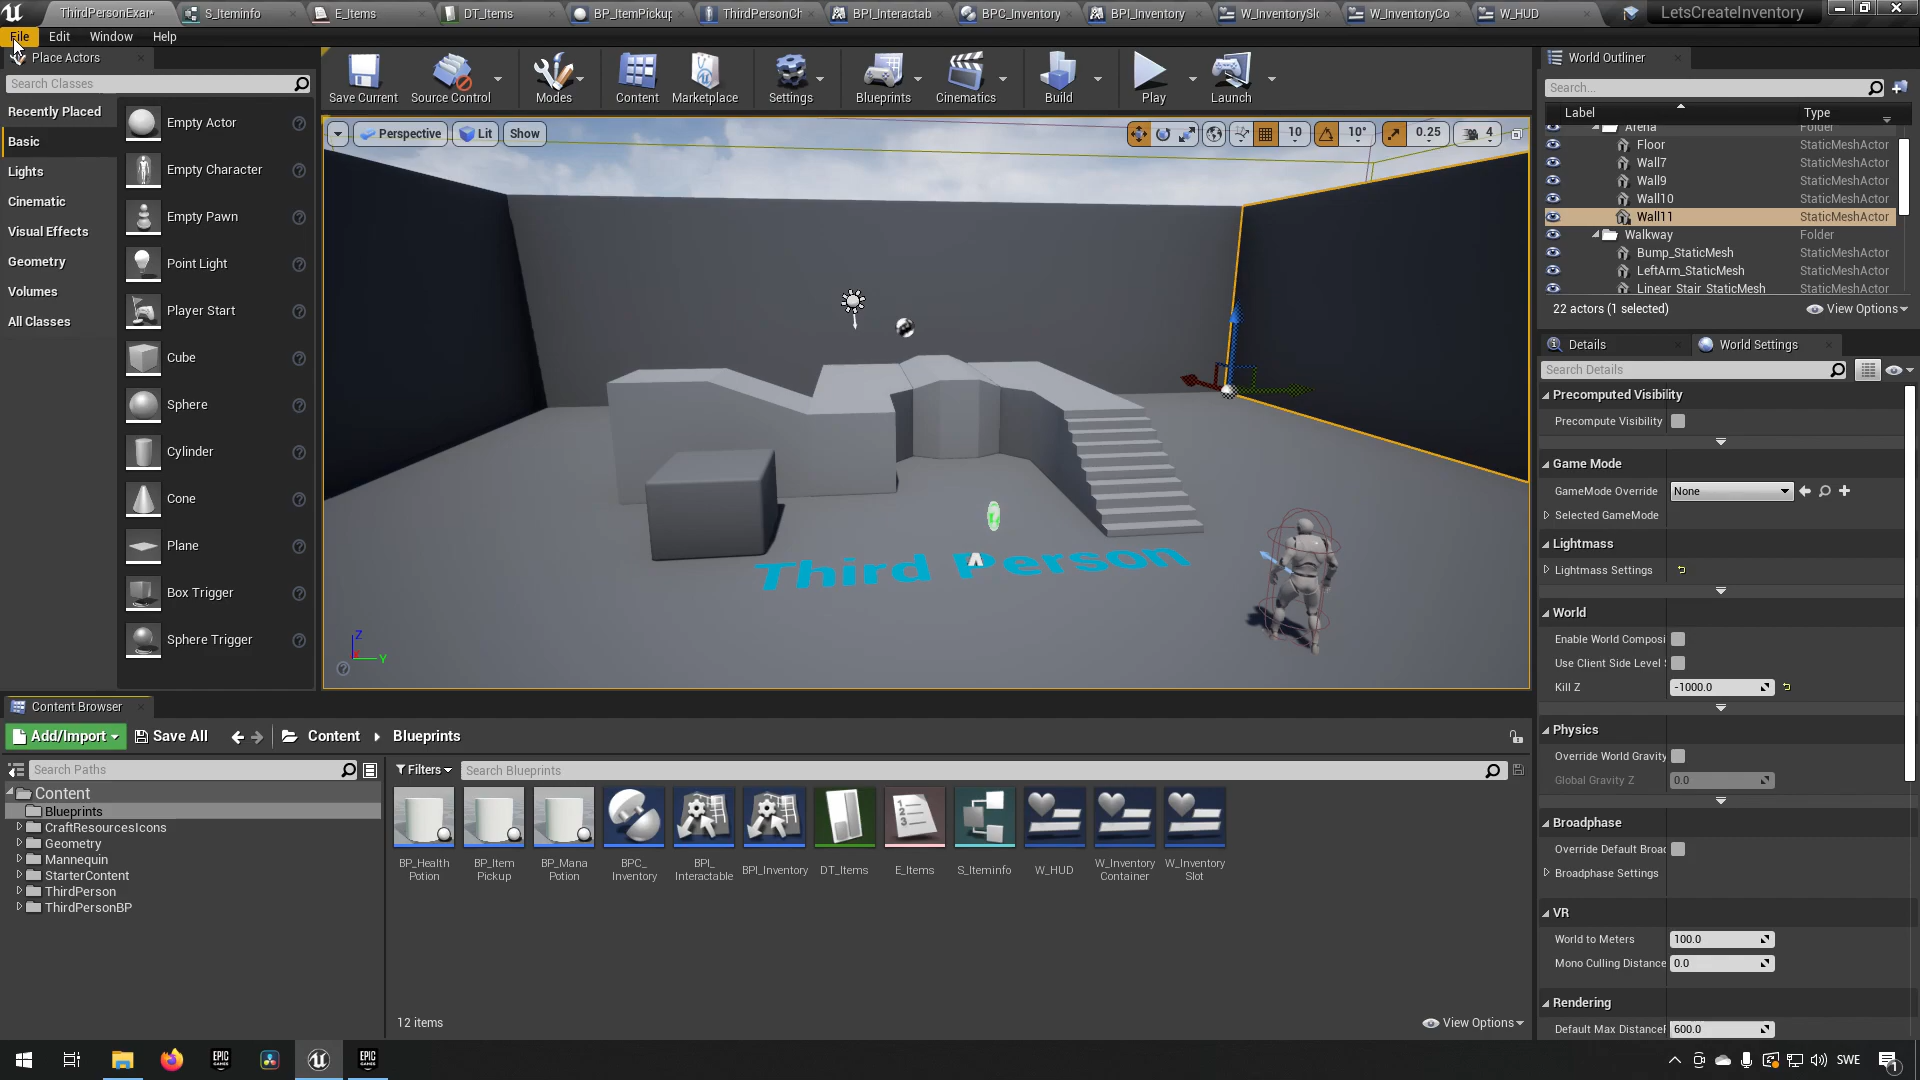 ThirdPersonExar*
S_Iteminfo
E_Items
DT_Items
BP_ItemPickup
ThirdPersonCh
BPI_Interactab
BPC_Inventory
BPI_Inventory
W_InventorySlo
W_InventoryCo
W_HUD
LetsCreateInventory
File
Edit
Window
Help
Place Actors
Search Classes
Recently Placed
Basic
Lights
Cinematic
Visual Effects
Geometry
Volumes
All Classes
Empty Actor
Empty Character
Empty Pawn
Point Light
Player Start
Cube
Sphere
Cylinder
Cone
Plane
Box Trigger
Sphere Trigger
Save Current
Source Control
Modes
Content
Marketplace
Settings
Blueprints
Cinematics
Build
Play
Launch
Perspective
Lit
Show
10
10°
0.25
4
Third Person
Z
Y
World Outliner
Search...
Label
Type
Arena
Folder
Floor
StaticMeshActor
Wall7
StaticMeshActor
Wall9
StaticMeshActor
Wall10
StaticMeshActor
Wall11
StaticMeshActor
Walkway
Folder
Bump_StaticMesh
StaticMeshActor
LeftArm_StaticMesh
StaticMeshActor
Linear_Stair_StaticMesh
StaticMeshActor
22 actors (1 selected)
View Options
Details
World Settings
Search Details
Precomputed Visibility
Precompute Visibility
Game Mode
GameMode Override
None
Selected GameMode
Lightmass
Lightmass Settings
World
Enable World Composi
Use Client Side Level
Kill Z
-1000.0
Physics
Override World Gravity
Global Gravity Z
0.0
Broadphase
Override Default Broad
Broadphase Settings
VR
World to Meters
100.0
Mono Culling Distance
0.0
Rendering
Default Max DistanceF
600.0
Content Browser
Add/Import
Save All
Content
Blueprints
Search Paths
Filters
Search Blueprints
Content
Blueprints
CraftResourcesIcons
Geometry
Mannequin
StarterContent
ThirdPerson
ThirdPersonBP
BP_Health
Potion
BP_Item
Pickup
BP_Mana
Potion
BPC_
Inventory
BPI_
Interactable
BPI_Inventory
DT_Items
E_Items
S_Iteminfo
W_HUD
W_Inventory
Container
W_Inventory
Slot
12 items
View Options
EPIC
GAMES
EPIC
GAMES
SWE
1